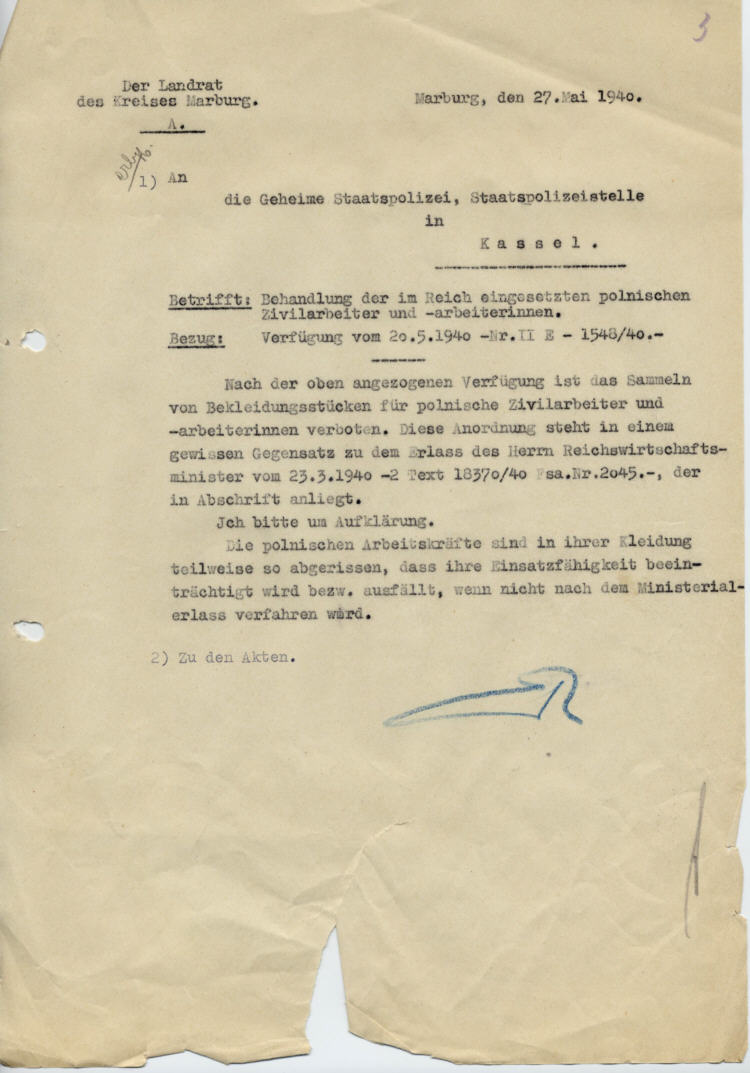 3
Der Landrat
des Kreises Marburg.
A.
Marburg, den 27.Mai 1940.
1) An
die Geheime Staatspolizei, Staatspolizeistelle
in
K a s s e l .
Betrifft: Behandlung der im Reich eingesetzten polnischen
Zivilarbeiter und -arbeiterinnen.
Bezug: Verfügung vom 20.5.1940 -Nr.II E - 1548/40.-
Nach der oben angezogenen Verfügung ist das Sammeln
von Bekleidungsstücken für polnische Zivilarbeiter und
-arbeiterinnen verboten. Diese Anordnung steht in einem
gewissen Gegensatz zu dem Erlass des Herrn Reichswirtschafts-
minister vom 23.3.1940 -2 Text 18370/40 Fsa.Nr.2045.-, der
in Abschrift anliegt.
Jch bitte um Aufklärung.
Die polnischen Arbeitskräfte sind in ihrer Kleidung
teilweise so abgerissen, dass ihre Einsatzfähigkeit beein-
trächtigt wird bezw. ausfällt, wenn nicht nach dem Ministerial-
erlass verfahren wird.
2) Zu den Akten.